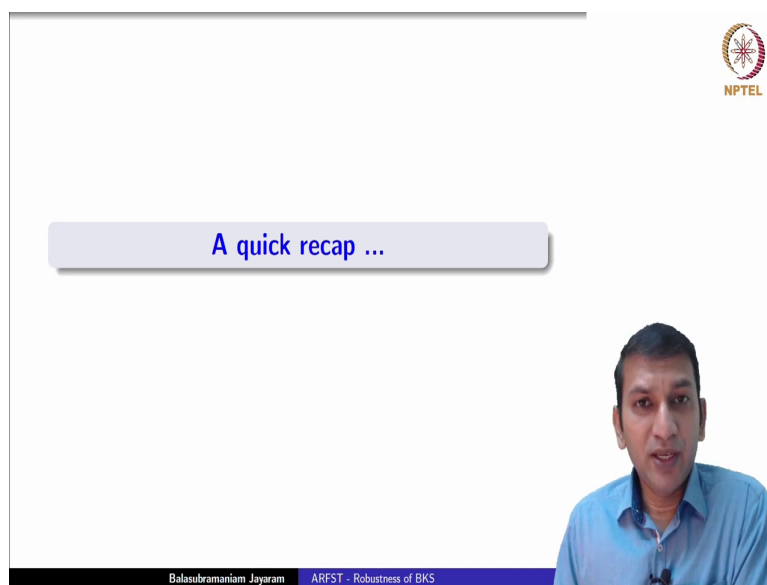 NPTEL
A quick recap ...
Balasubramaniam Jayaram ARFST - Robustness of BKS